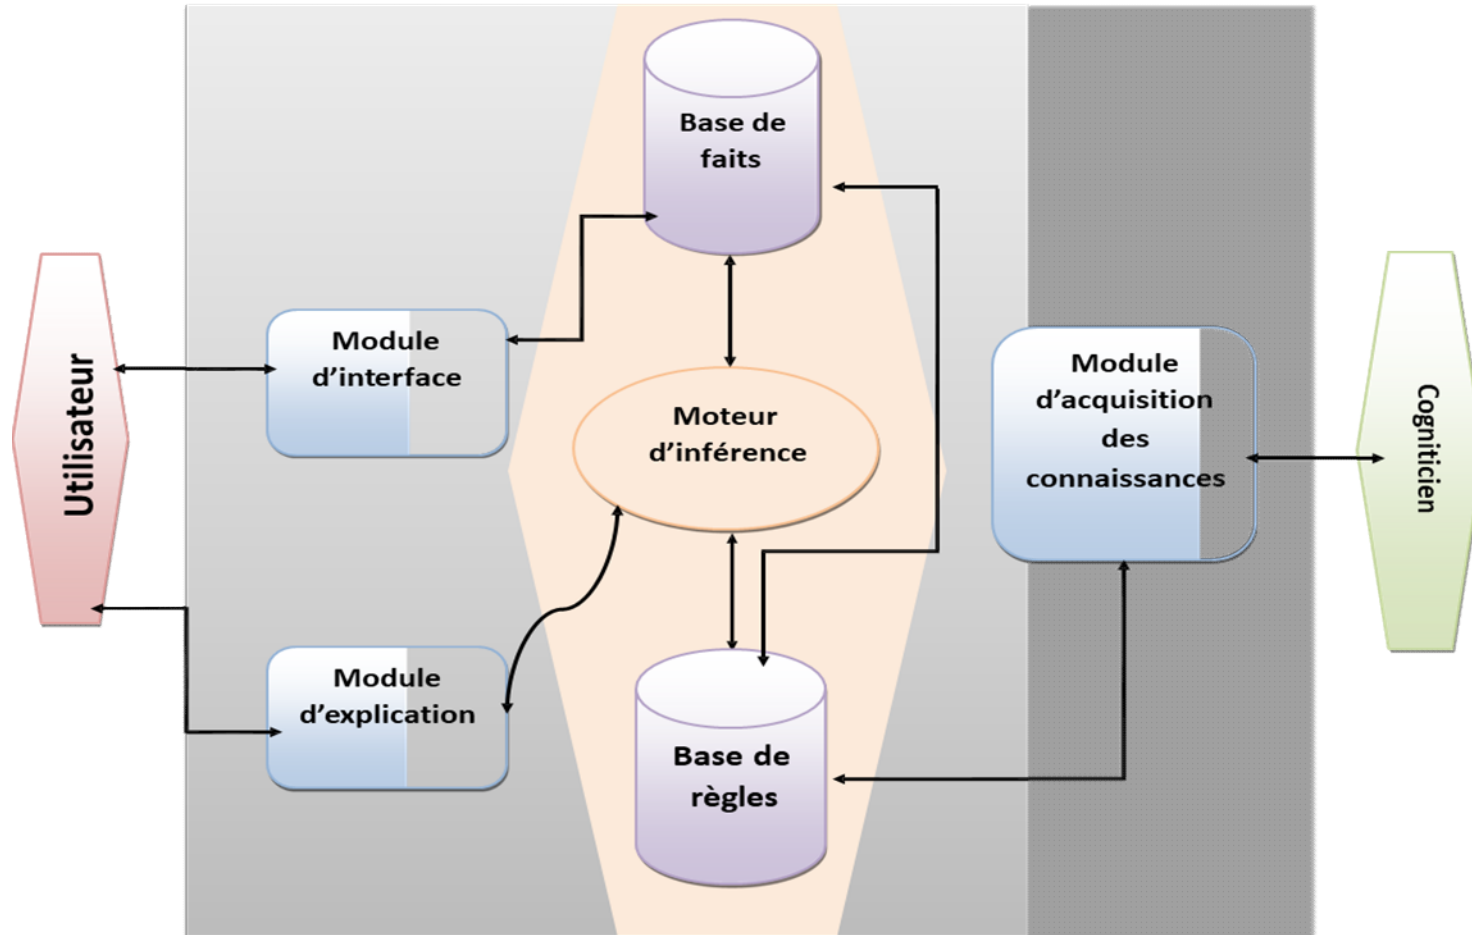 Base de
faits
Utilisateur
Module
d’interface
Moteur
d’inférence
Module
d’acquisition
des
connaissances
Cogniticien
Module
d’explication
Base de
règles